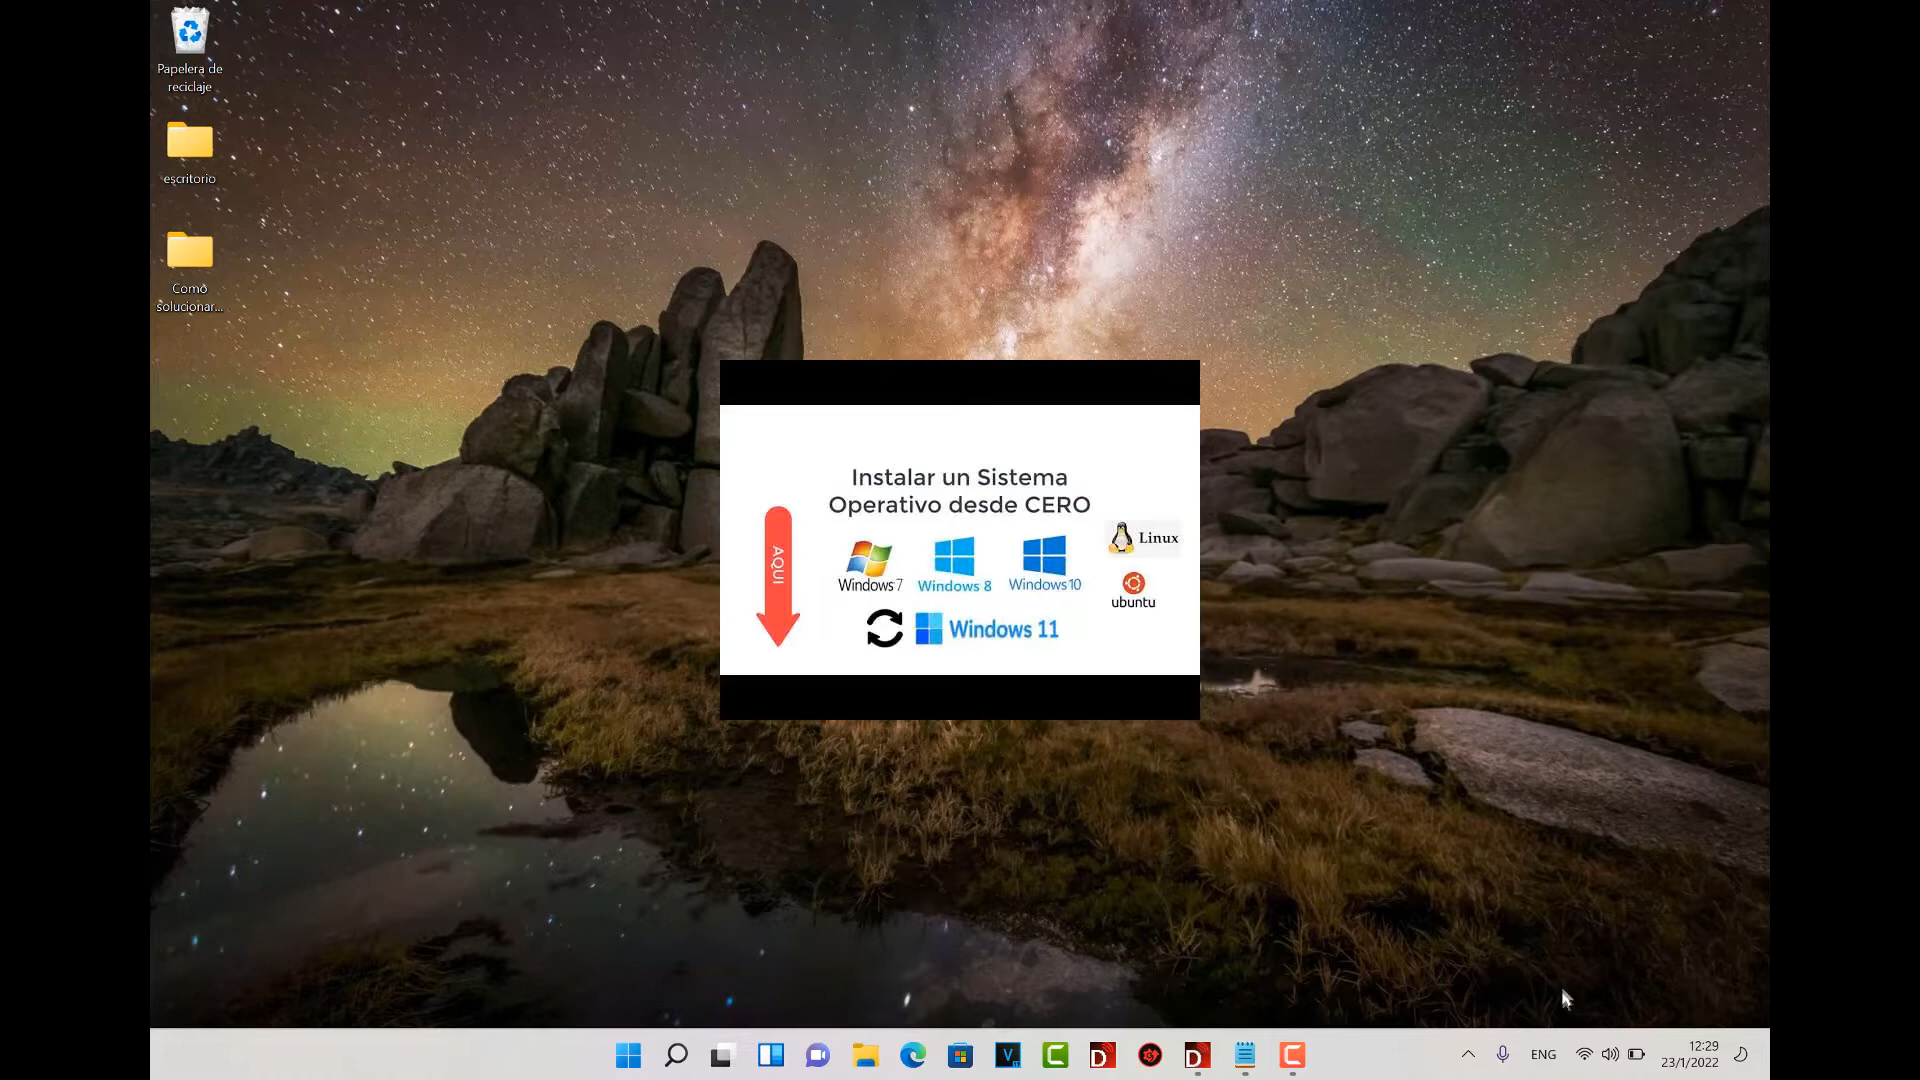 Papelera de
reciclaje
escritorio
Como
solucionar...
Instalar un Sistema
Operativo desde CERO
AQUI
Windows 7
Windows 8
Windows 10
Linux
ubuntu
Windows 11
ENG
12:29
23/1/2022